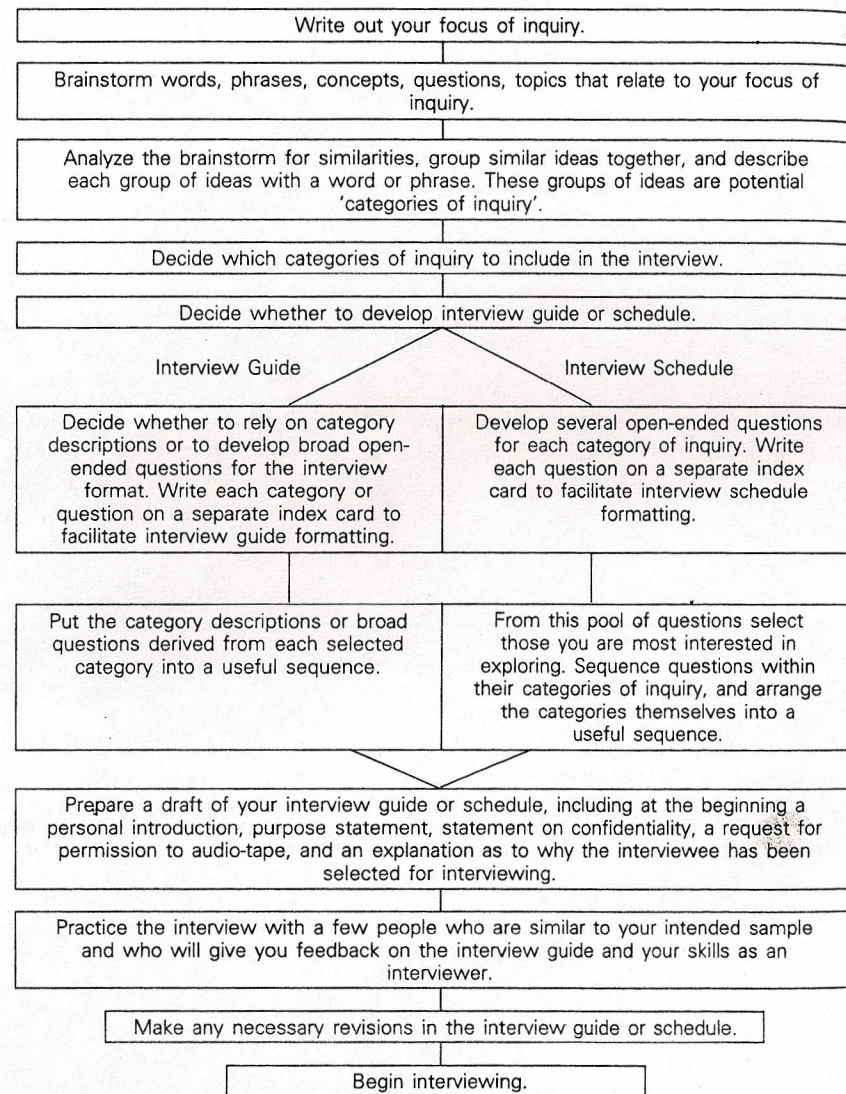 Write out your focus of inquiry.
Brainstorm words, phrases, concepts, questions, topics that relate to your focus of
inquiry.
Analyze the brainstorm for similarities, group similar ideas together, and describe
each group of ideas with a word or phrase. These groups of ideas are potential
‘categories of inquiry’.
Decide which categories of inquiry to include in the interview.
Decide whether to develop interview guide or schedule.
Interview Guide
Decide whether to rely on category
descriptions or to develop broad open-
ended questions for the interview
format. Write each category or
question on a separate index card to
facilitate interview guide formatting.
Put the category descriptions or broad
questions derived from each selected
category into a useful sequence.
Interview Schedule
Develop several open-ended questions
for each category of inquiry. Write
each question on a separate index
card to facilitate interview schedule
formatting.
From this pool of questions select
those you are most interested in
exploring. Sequence questions within
their categories of inquiry, and arrange
the categories themselves into a
useful sequence.
Prepare a draft of your interview guide or schedule, including at the beginning a
personal introduction, purpose statement, statement on confidentiality, a request for
permission to audio-tape, and an explanation as to why the interviewee has been
selected for interviewing.
Practice the interview with a few people who are similar to your intended sample
and who will give you feedback on the interview guide and your skills as an
interviewer.
Make any necessary revisions in the interview guide or schedule.
Begin interviewing.